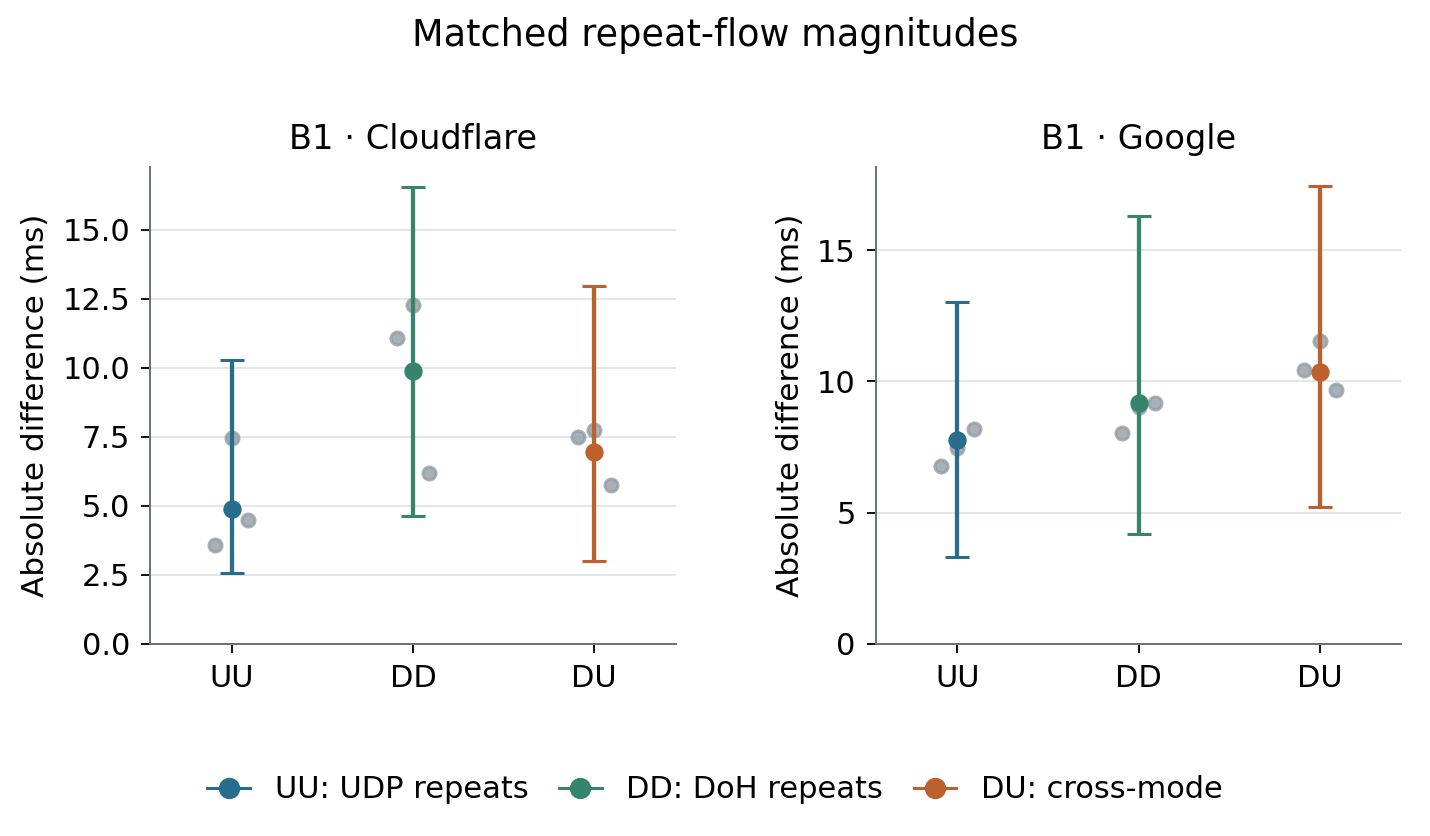 Matched repeat-flow magnitudes
B1 · Cloudflare
Absolute difference (ms)
15.0
12.5
10.0
7.5
5.0
2.5
0.0
UU
DD
DU
B1 · Google
Absolute difference (ms)
15
10
5
0
UU
DD
DU
UU: UDP repeats
DD: DoH repeats
DU: cross-mode